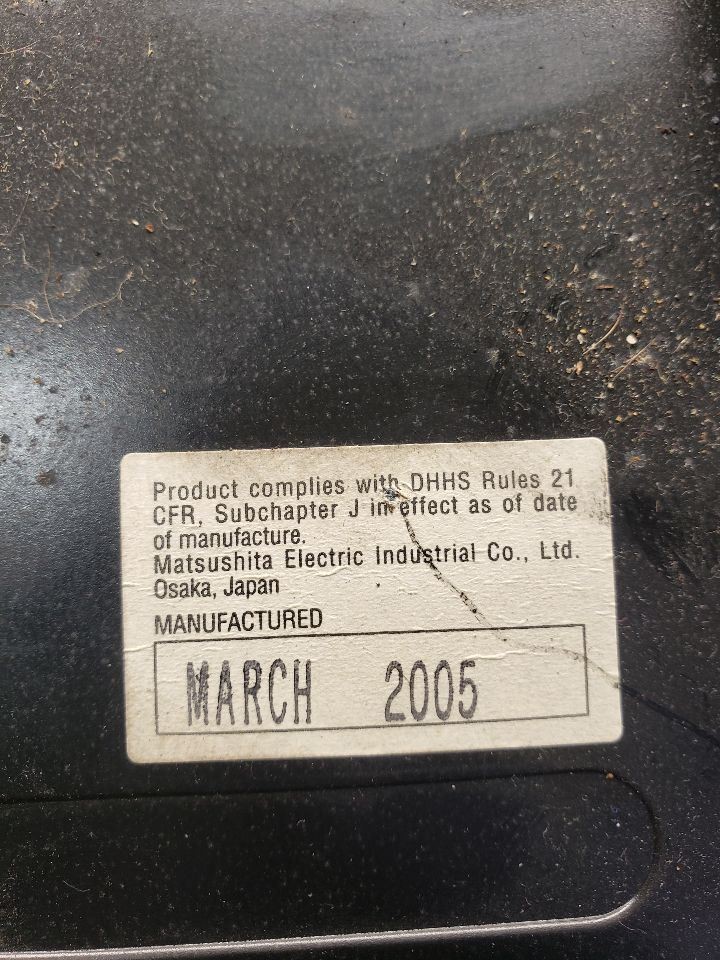 Product complies with DHHS Rules 21
CFR, Subchapter J in effect as of date
of manufacture.
Matsushita Electric Industrial Co., Ltd.
Osaka, Japan
MANUFACTURED
MARCH 2005